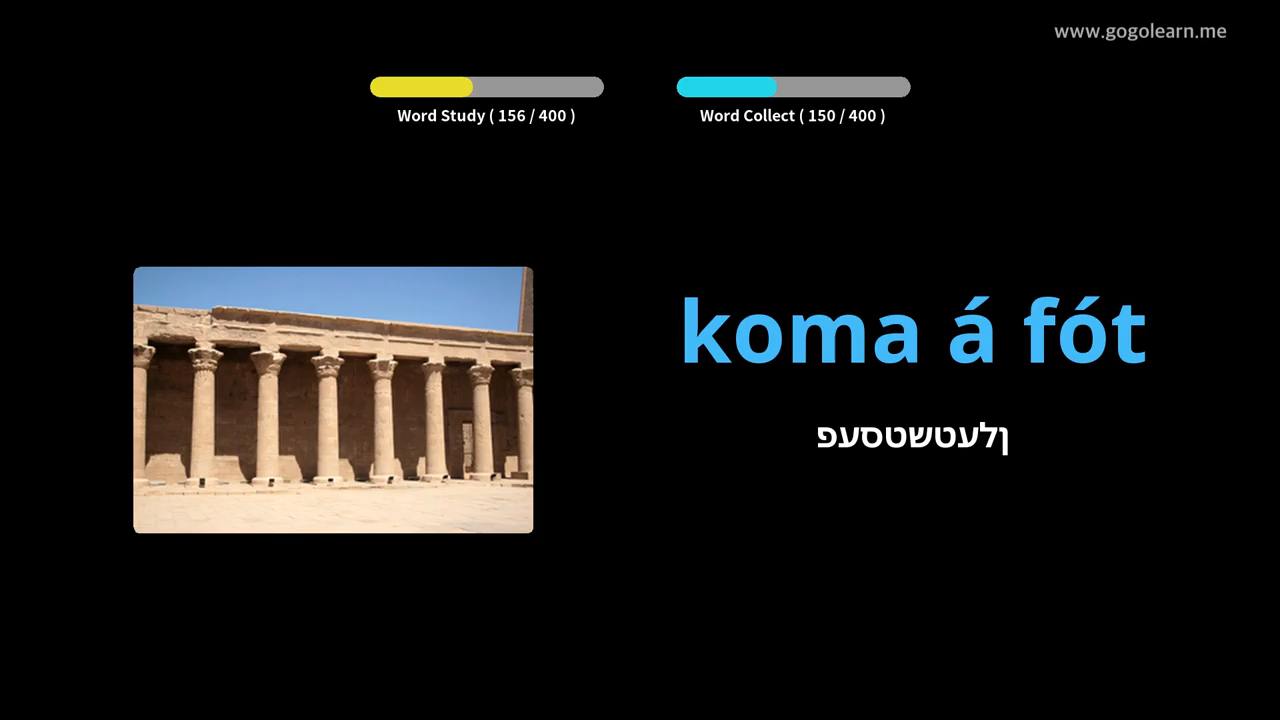 www.gogolearn.me
Word Study ( 156 / 400 )
Word Collect ( 150 / 400 )
koma á fót
ןלעטשטסעפ